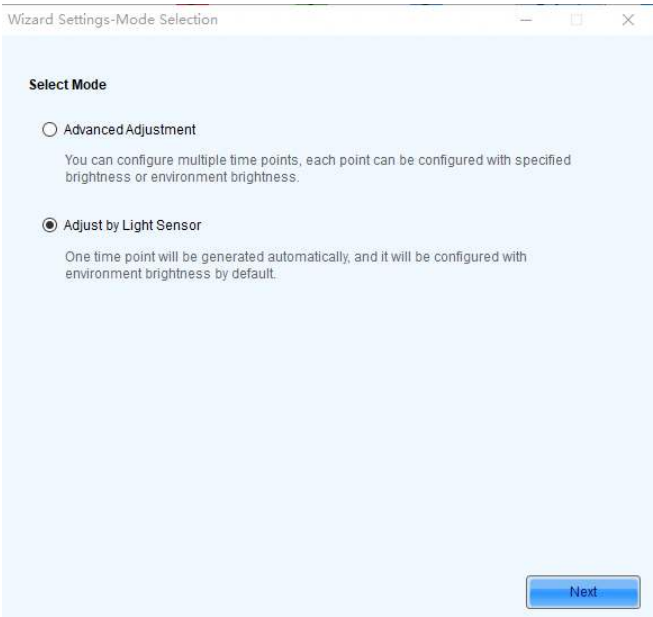 Wizard Settings-Mode Selection
Select Mode
Advanced Adjustment
You can configure multiple time points, each point can be configured with specified
brightness or environment brightness.
Adjust by Light Sensor
One time point will be generated automatically, and it will be configured with
environment brightness by default.
Next